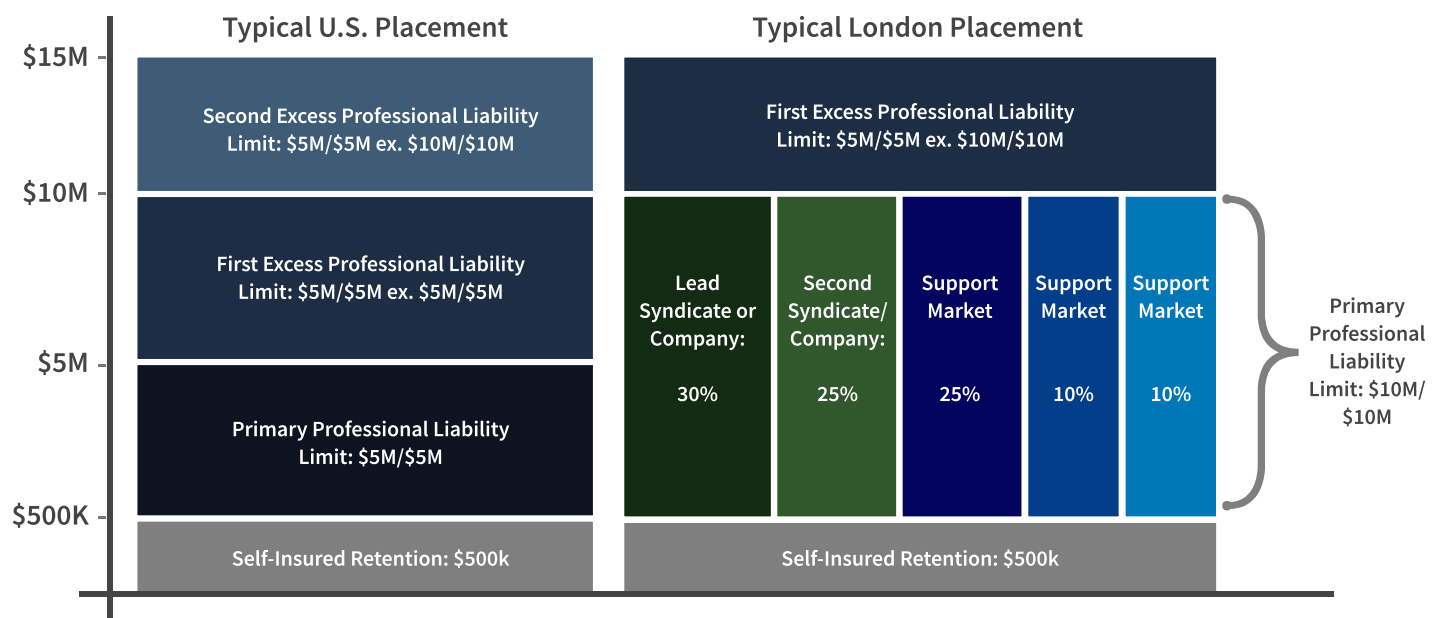 Typical U.S. Placement
Typical London Placement
$15M
$10M
$5M
$500K
Second Excess Professional Liability
Limit: $5M/$5M ex. $10M/$10M
First Excess Professional Liability
Limit: $5M/$5M ex. $5M/$5M
Primary Professional Liability
Limit: $5M/$5M
Self-Insured Retention: $500k
First Excess Professional Liability
Limit: $5M/$5M ex. $10M/$10M
Lead
Syndicate or
Company:
30%
Second
Syndicate/
Company:
25%
Support
Market
25%
Support
Market
10%
Support
Market
10%
Primary
Professional
Liability
Limit: $10M/
$10M
Self-Insured Retention: $500k